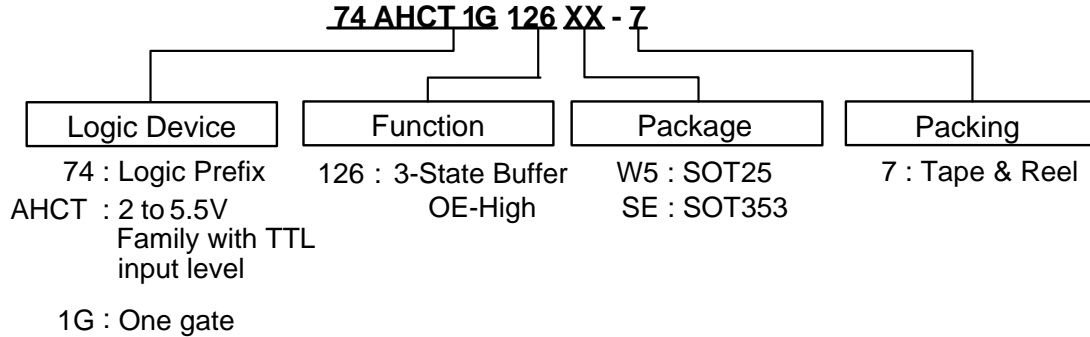 74 AHCT 1G 126 XX - 7
Logic Device
Function
Package
Packing
74 : Logic Prefix
AHCT : 2 to 5.5V
Family with TTL
input level
1G : One gate
126 : 3-State Buffer
OE-High
W5 : SOT25
SE : SOT353
7 : Tape & Reel